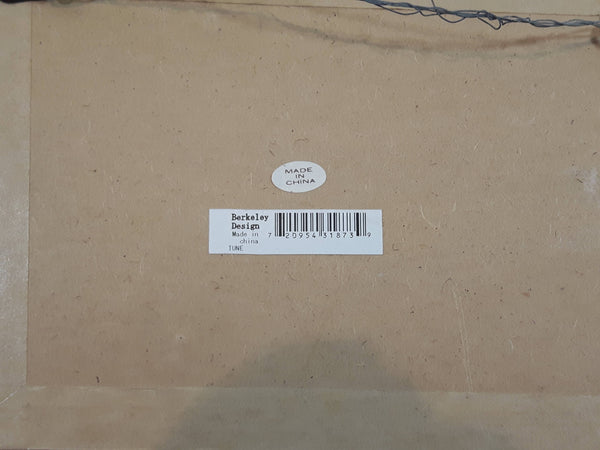 MADE
IN
CHINA
Berkeley
Design
Made in
china
TUNE
7 20954 31873 9